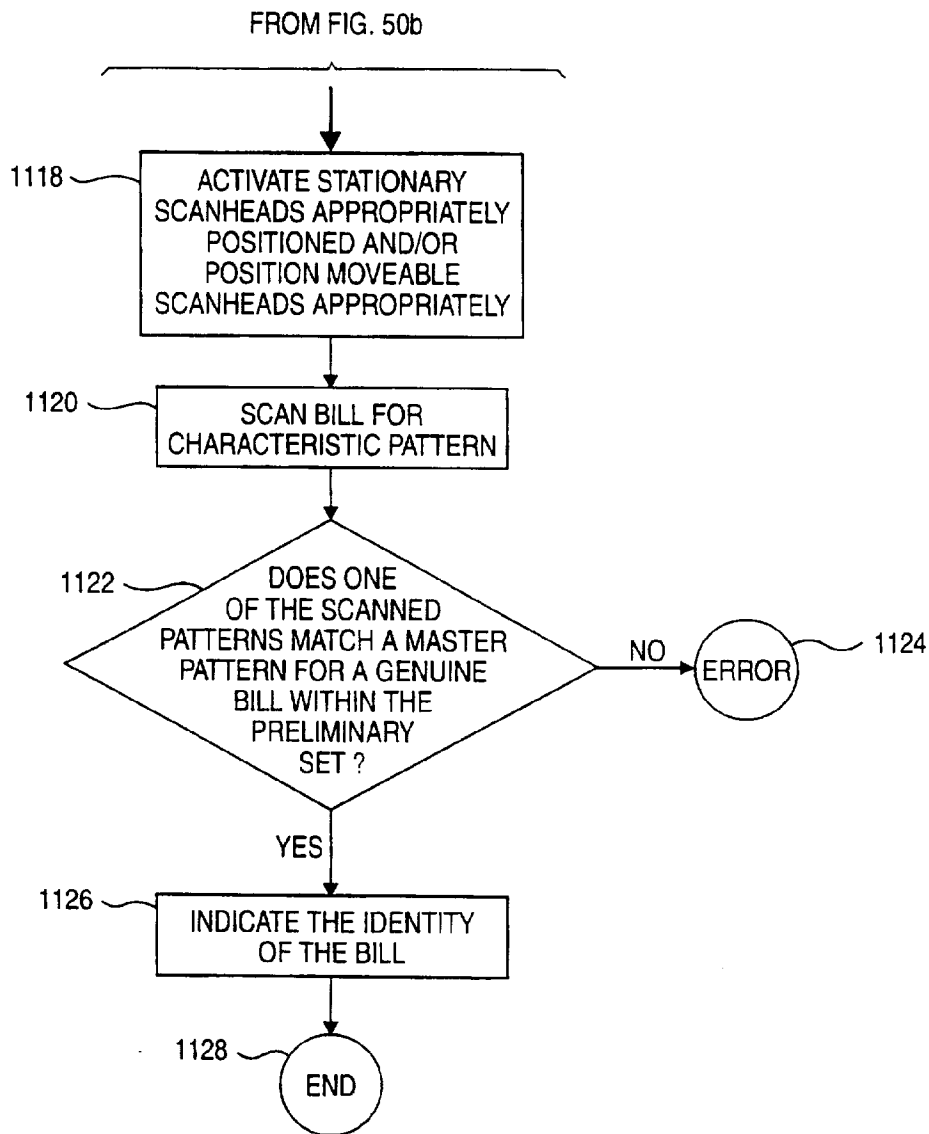 FROM FIG. 50b
1118
ACTIVATE STATIONARY
SCANHEADS APPROPRIATELY
POSITIONED AND/OR
POSITION MOVEABLE
SCANHEADS APPROPRIATELY
1120
SCAN BILL FOR
CHARACTERISTIC PATTERN
1122
DOES ONE
OF THE SCANNED
PATTERNS MATCH A MASTER
PATTERN FOR A GENUINE
BILL WITHIN THE
PRELIMINARY
SET ?
NO
ERROR
1124
YES
1126
INDICATE THE IDENTITY
OF THE BILL
1128
END